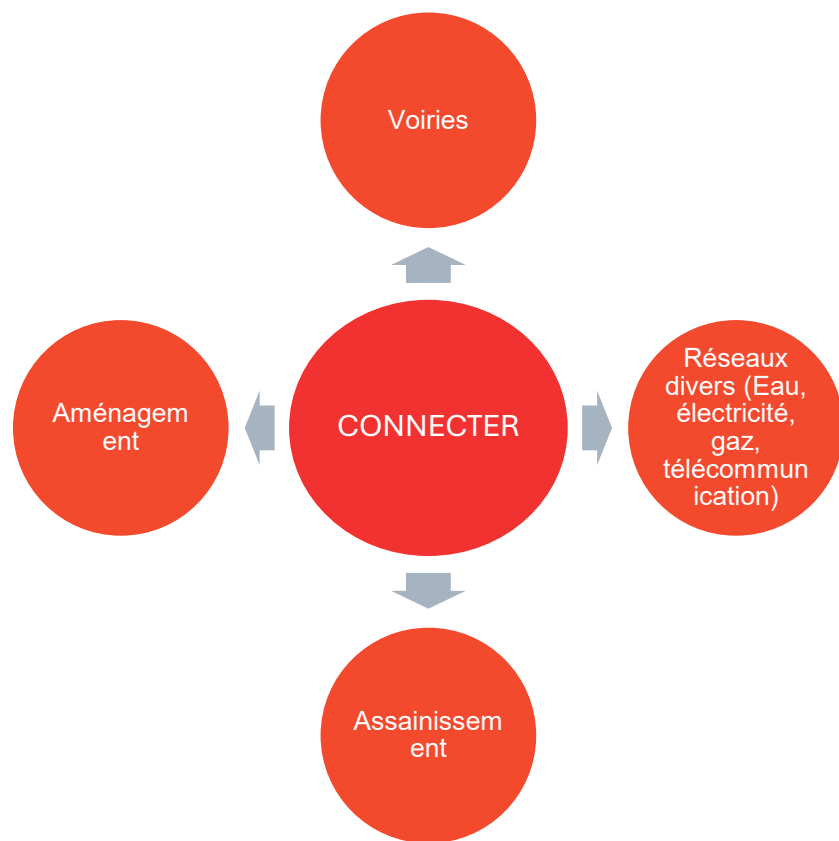 Voiries
Aménagem
ent
CONNECTER
Réseaux
divers (Eau,
électricité,
gaz,
télécommun
ication)
Assainissem
ent